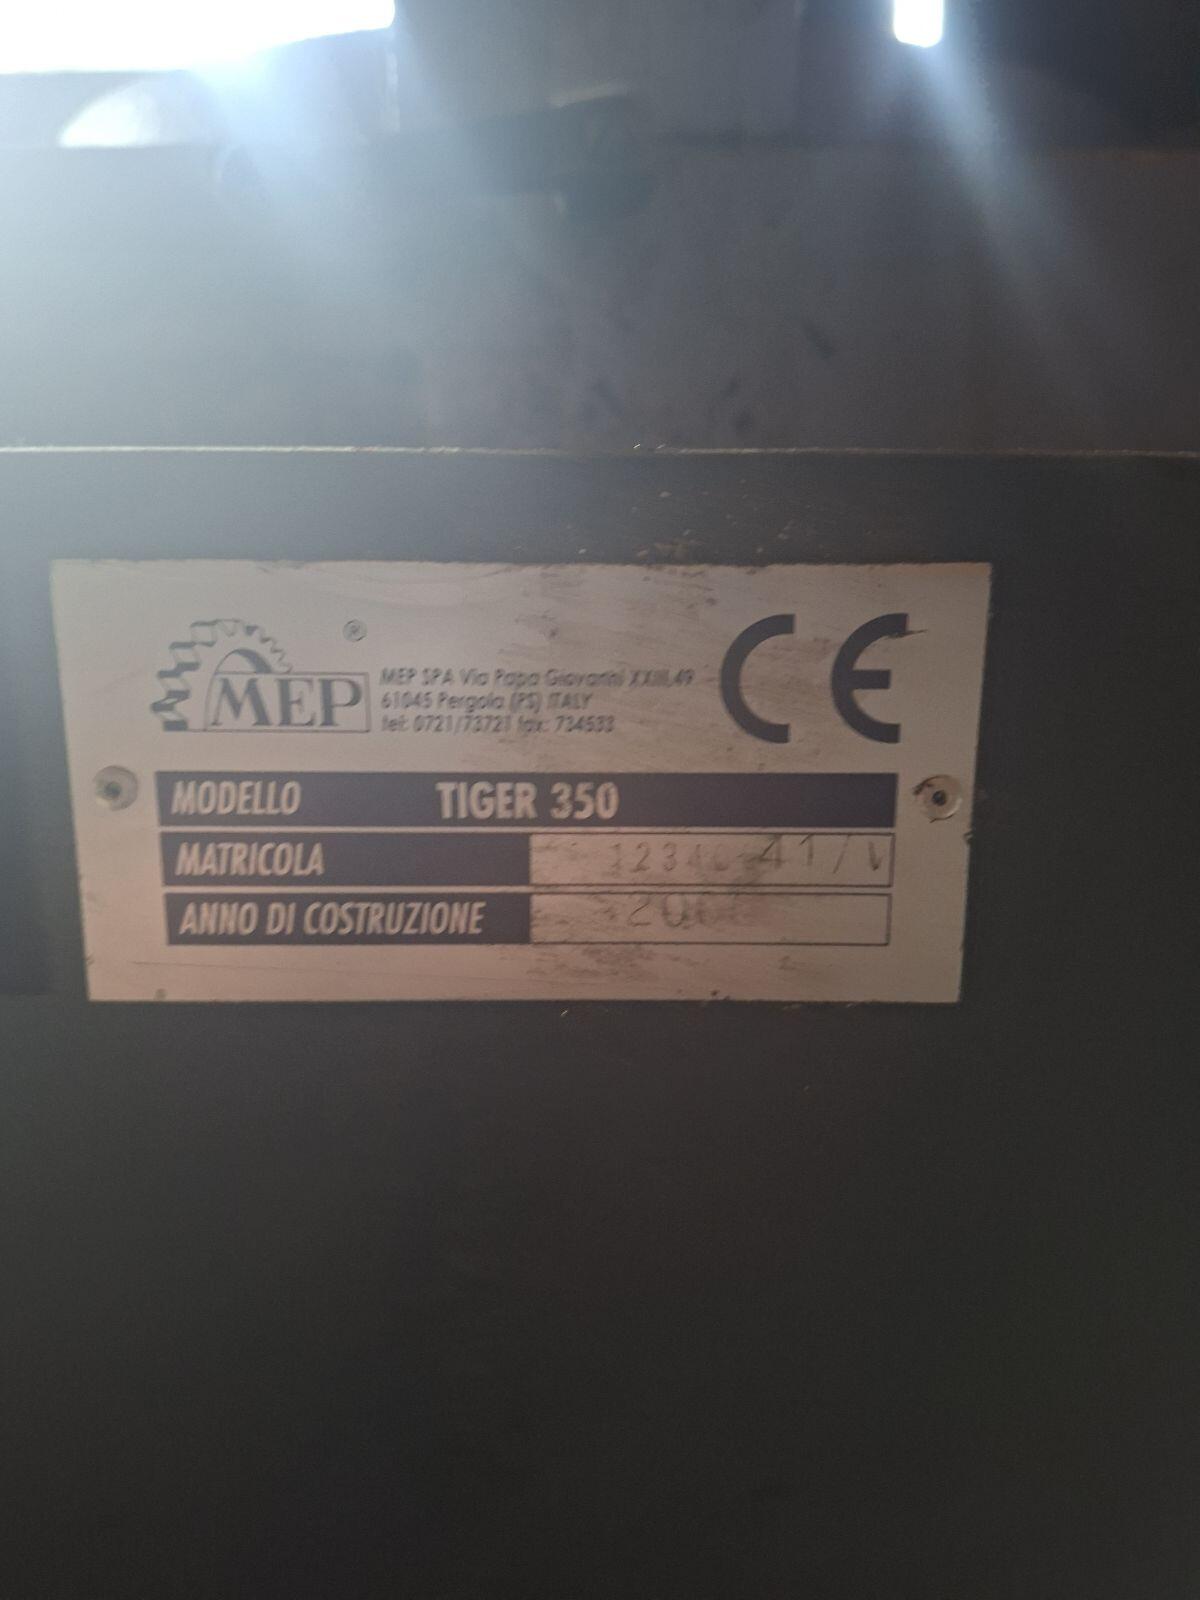 ®
MEP
MEP SPA Via Papa Giovanni XXIII,49
61045 Pergola (PS) ITALY
tel: 0721/73721 fax: 734533
CE
MODELLO TIGER 350
MATRICOLA
ANNO DI COSTRUZIONE